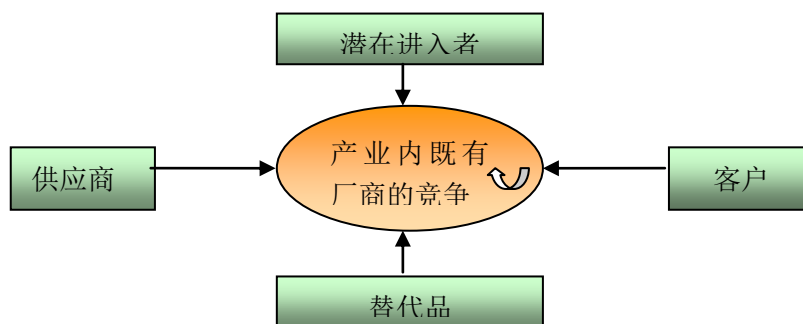 潜在进入者
供应商
产业内既有
厂商的竞争
客户
替代品